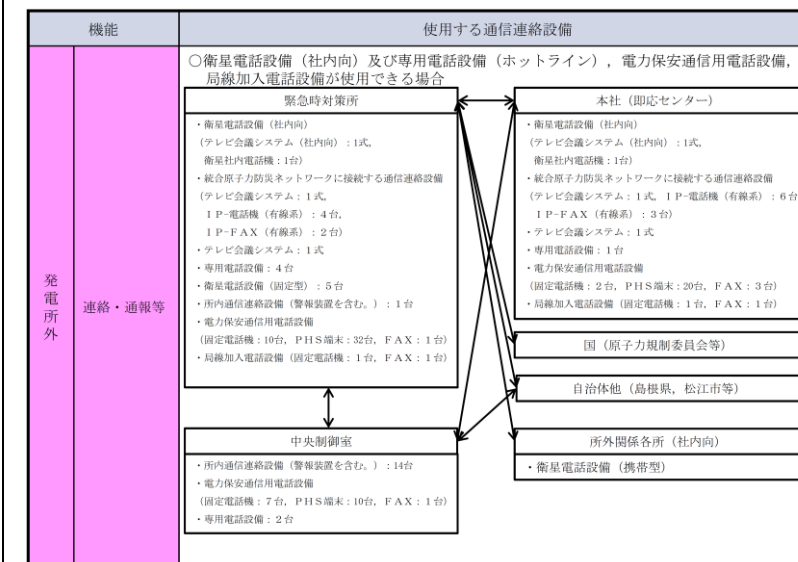 機能
使用する通信連絡設備
発電所外
連絡・通報等
○衛星電話設備（社内向）及び専用電話設備（ホットライン），電力保安通信用電話設備，
局線加入電話設備が使用できる場合
緊急時対策所
・衛星電話設備（社内向）
（テレビ会議システム（社内向）：1式，
衛星社内電話機：1台）
・統合原子力防災ネットワークに接続する通信連絡設備
（テレビ会議システム：１式，
ＩＰ-電話機（有線系）：４台，
ＩＰ-ＦＡＸ（有線系）：２台）
・テレビ会議システム：１式
・専用電話設備：４台
・衛星電話設備（固定型）：５台
・所内通信連絡設備（警報装置を含む。）：１台
・電力保安通信用電話設備
（固定電話機：10台，ＰＨＳ端末：32台，ＦＡＸ：１台）
・局線加入電話設備（固定電話機：１台，ＦＡＸ：１台）
中央制御室
・所内通信連絡設備（警報装置を含む。）：14台
・電力保安通信用電話設備
（固定電話機：７台，ＰＨＳ端末：10台，ＦＡＸ：１台）
・専用電話設備：２台
本社（即応センター）
・衛星電話設備（社内向）
（テレビ会議システム（社内向）：1式，
衛星社内電話機：1台）
・統合原子力防災ネットワークに接続する通信連絡設備
（テレビ会議システム：１式，ＩＰ-電話機（有線系）：６台
ＩＰ-ＦＡＸ（有線系）：３台）
・テレビ会議システム：１式
・専用電話設備：１台
・電力保安通信用電話設備
（固定電話機：２台，ＰＨＳ端末：20台，ＦＡＸ：３台）
・局線加入電話設備（固定電話機：１台，ＦＡＸ：１台）
国（原子力規制委員会等）
自治体他（島根県，松江市等）
所外関係各所（社内向）
・衛星電話設備（携帯型）